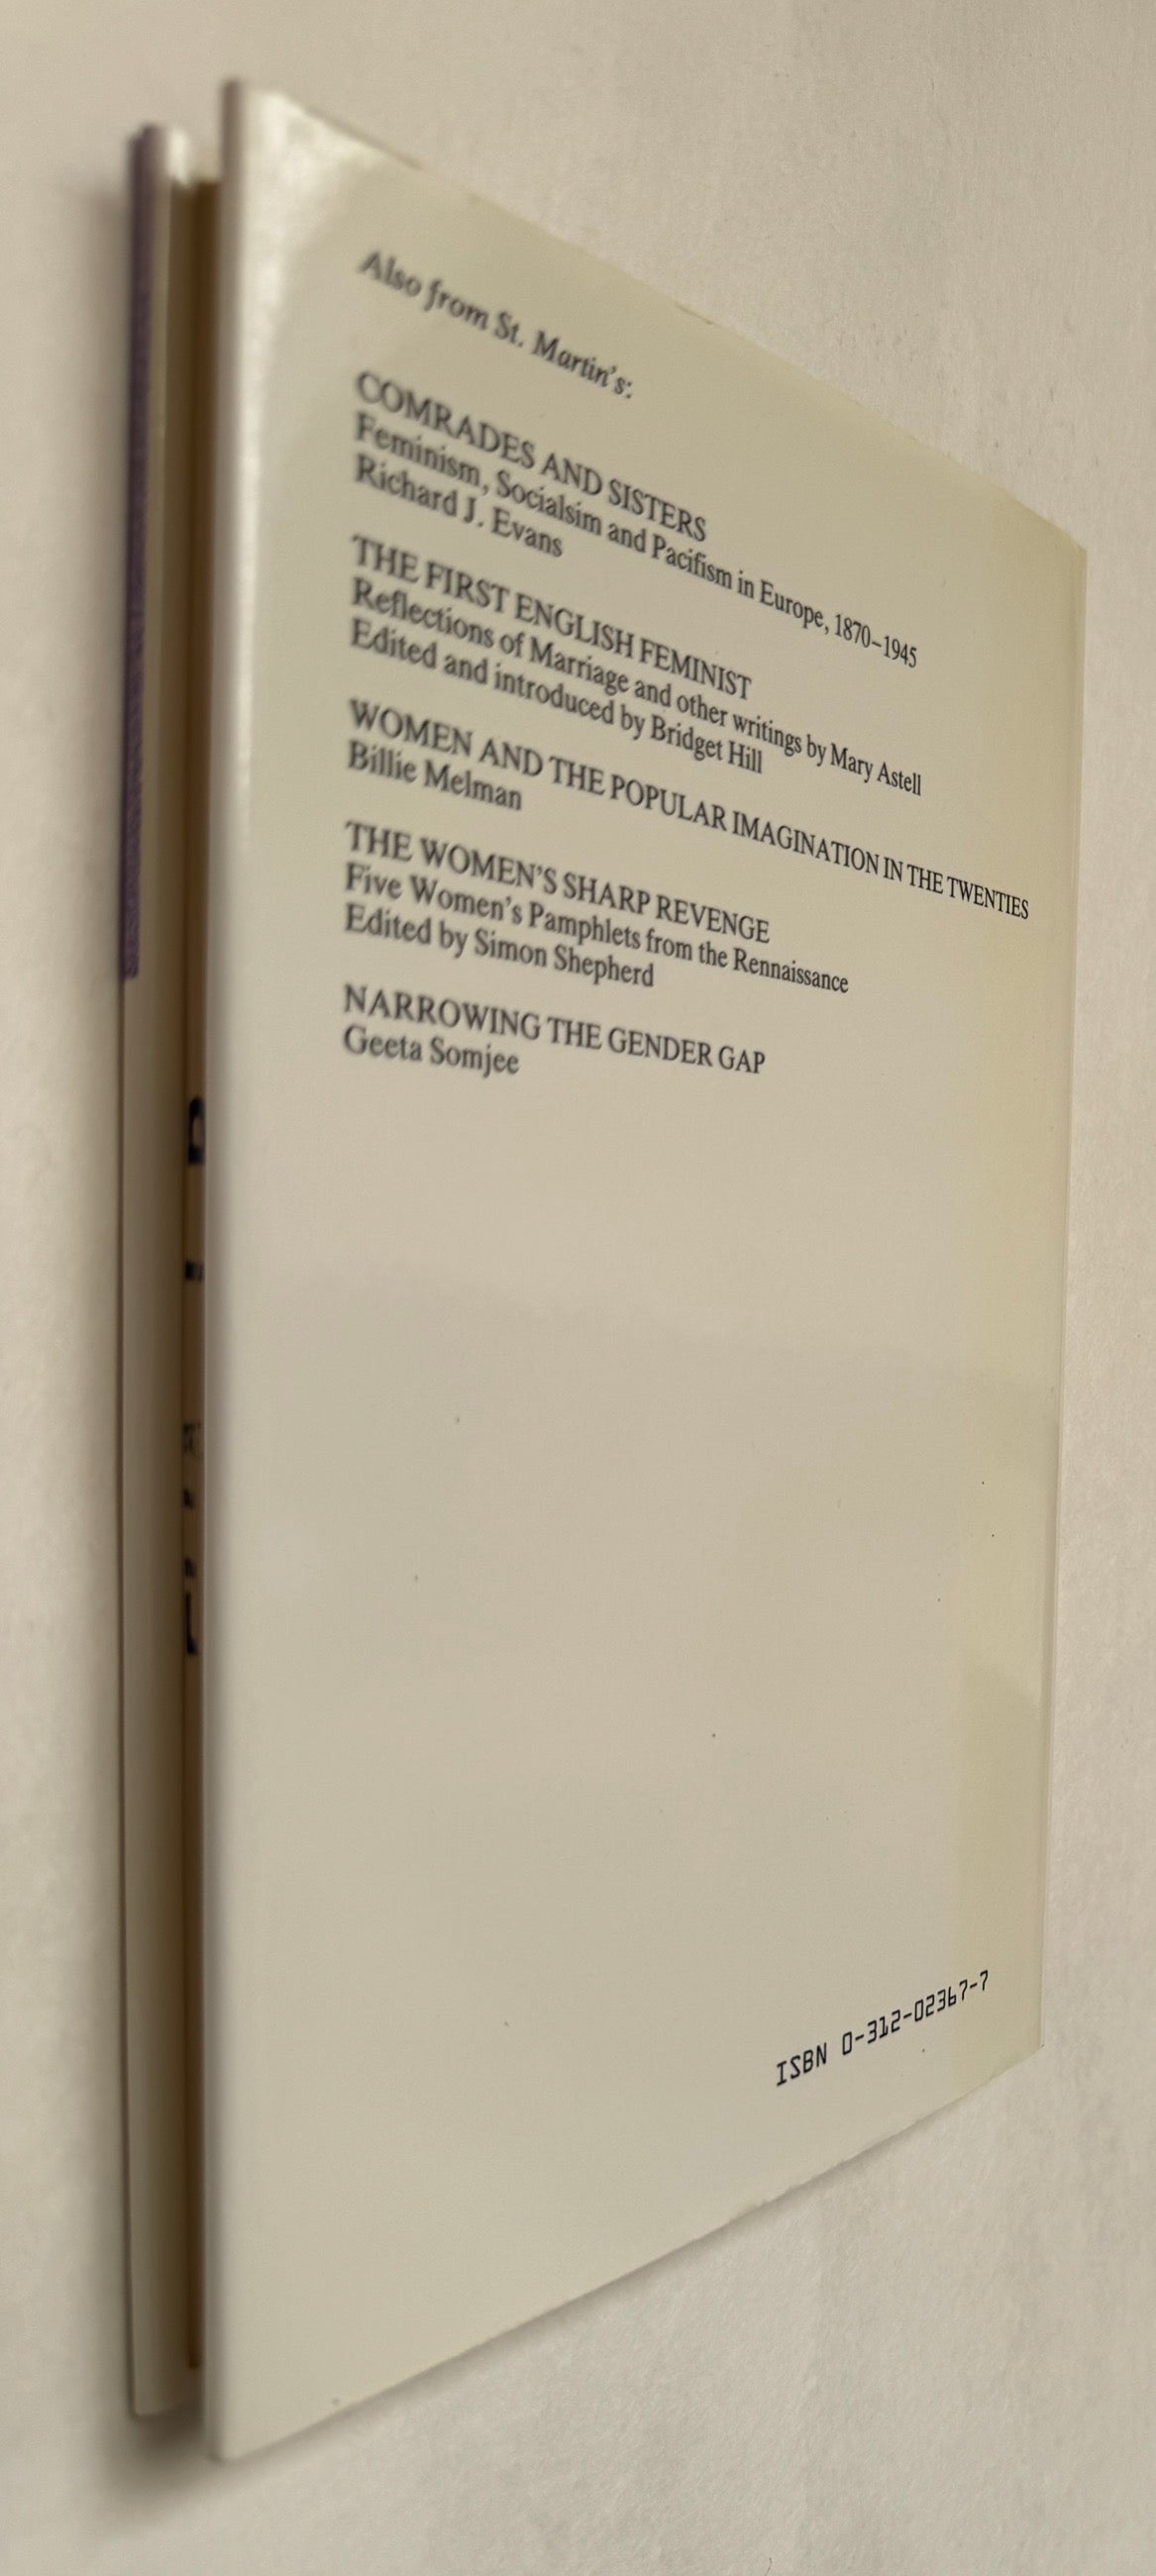 Also from St. Martin's:
COMRADES AND SISTERS
Feminism, Socialsim and Pacifism in Europe, 1870–1945
Richard J. Evans
THE FIRST ENGLISH FEMINIST
Reflections of Marriage and other writings by Mary Astell
Edited and introduced by Bridget Hill
WOMEN AND THE POPULAR IMAGINATION IN THE TWENTIES
Billie Melman
THE WOMEN'S SHARP REVENGE
Five Women's Pamphlets from the Rennaissance
Edited by Simon Shepherd
NARROWING THE GENDER GAP
Geeta Somjee
ISBN 0-312-02367-7